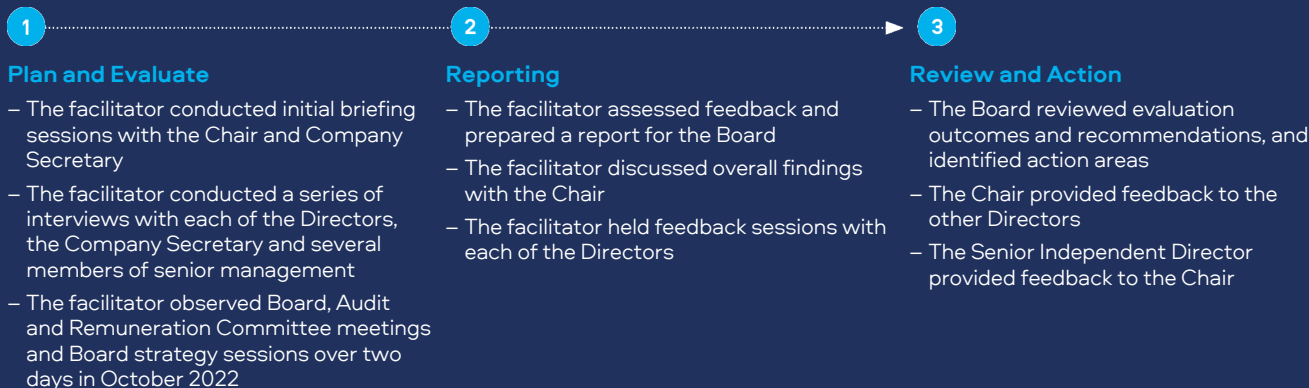 1
Plan and Evaluate
– The facilitator conducted initial briefing
sessions with the Chair and Company
Secretary
– The facilitator conducted a series of
interviews with each of the Directors,
the Company Secretary and several
members of senior management
– The facilitator observed Board, Audit
and Remuneration Committee meetings
and Board strategy sessions over two
days in October 2022
2
Reporting
– The facilitator assessed feedback and
prepared a report for the Board
– The facilitator discussed overall findings
with the Chair
– The facilitator held feedback sessions with
each of the Directors
3
Review and Action
– The Board reviewed evaluation
outcomes and recommendations, and
identified action areas
– The Chair provided feedback to the
other Directors
– The Senior Independent Director
provided feedback to the Chair